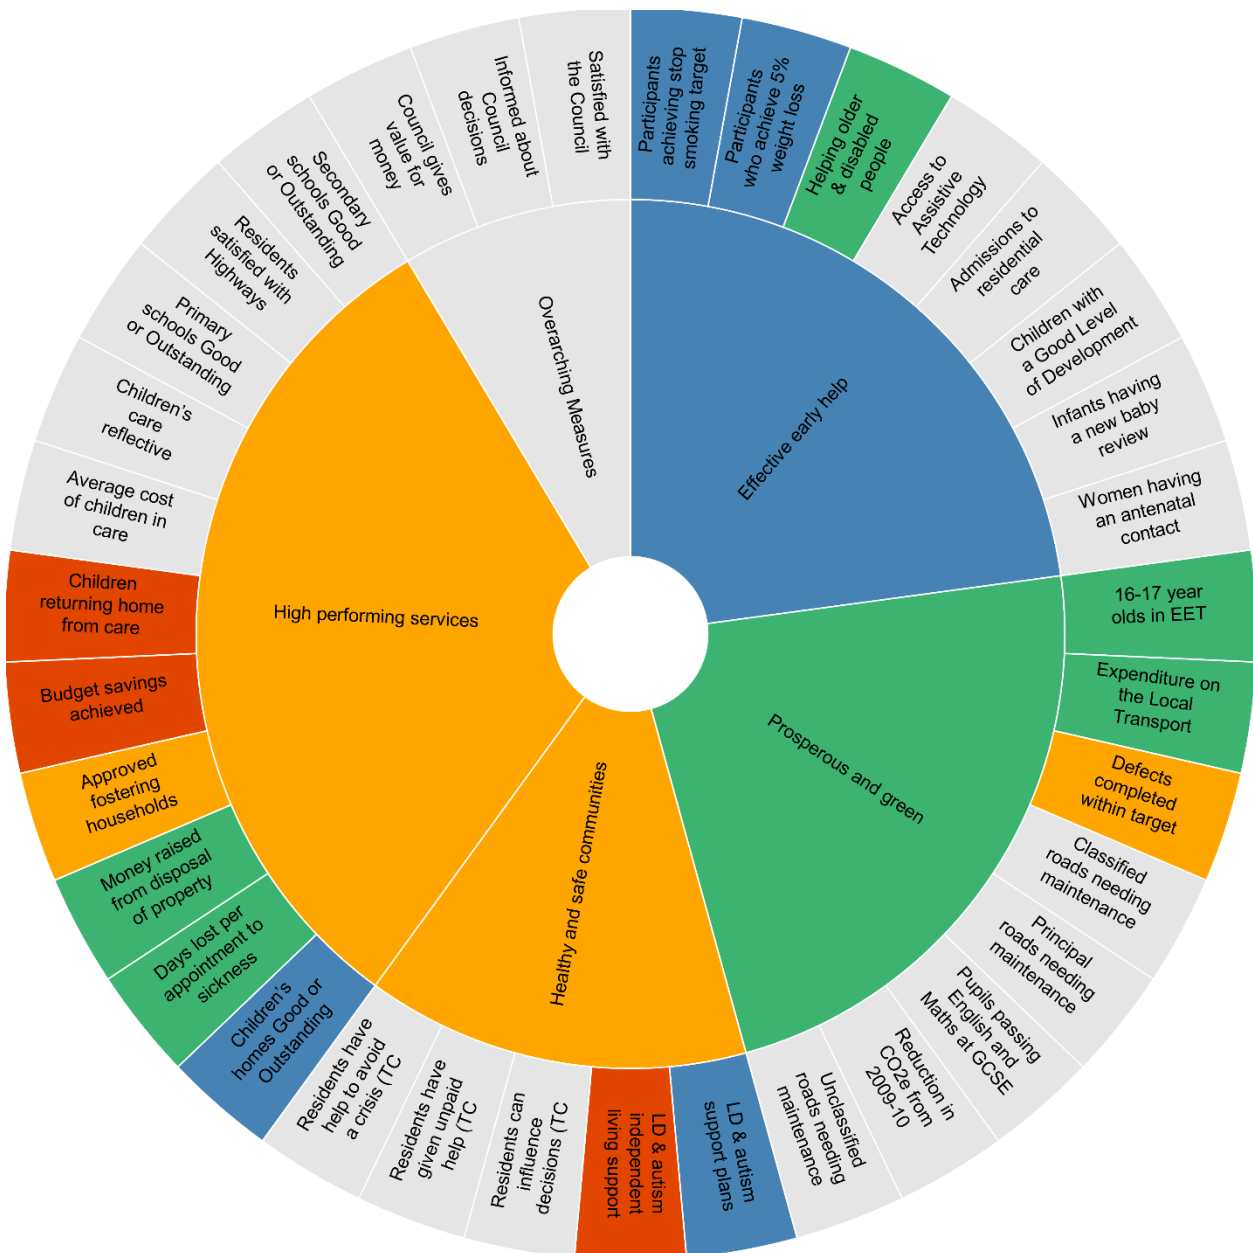 Participants
achieving stop
smoking target
Participants
who achieve 5%
weight loss
Helping older
& disabled
people
Access to
Assistive
Technology
Admissions to
residential
care
Children with
a Good Level
of Development
Infants having
a new baby
review
Women having
an antenatal
contact
16-17 year
olds in EET
Expenditure on
the Local
Transport
Defects
completed
within target
Classified
roads needing
maintenance
Principal
roads needing
maintenance
Pupils passing
English and
Maths at GCSE
Reduction in
CO2e from
2009-10
Unclassified
roads needing
maintenance
LD & autism
support plans
LD & autism
independent
living support
Residents can
influence
decisions (TC
Residents have
given unpaid
help (TC
Residents have
help to avoid
a crisis (TC
Children's
homes Good or
Outstanding
Days lost per
appointment to
sickness
Money raised
from disposal
of property
Approved
fostering
households
Budget savings
achieved
Children
returning home
from care
Average cost
of children in
care
Children's
care
reflective
Primary
schools Good
or Outstanding
Residents
satisfied with
Highways
Secondary
schools Good
or Outstanding
Council gives
value for
money
Informed about
Council
decisions
Satisfied with
the Council
Effective early help
Prosperous and green
Healthy and safe communities
High performing services
Overarching Measures